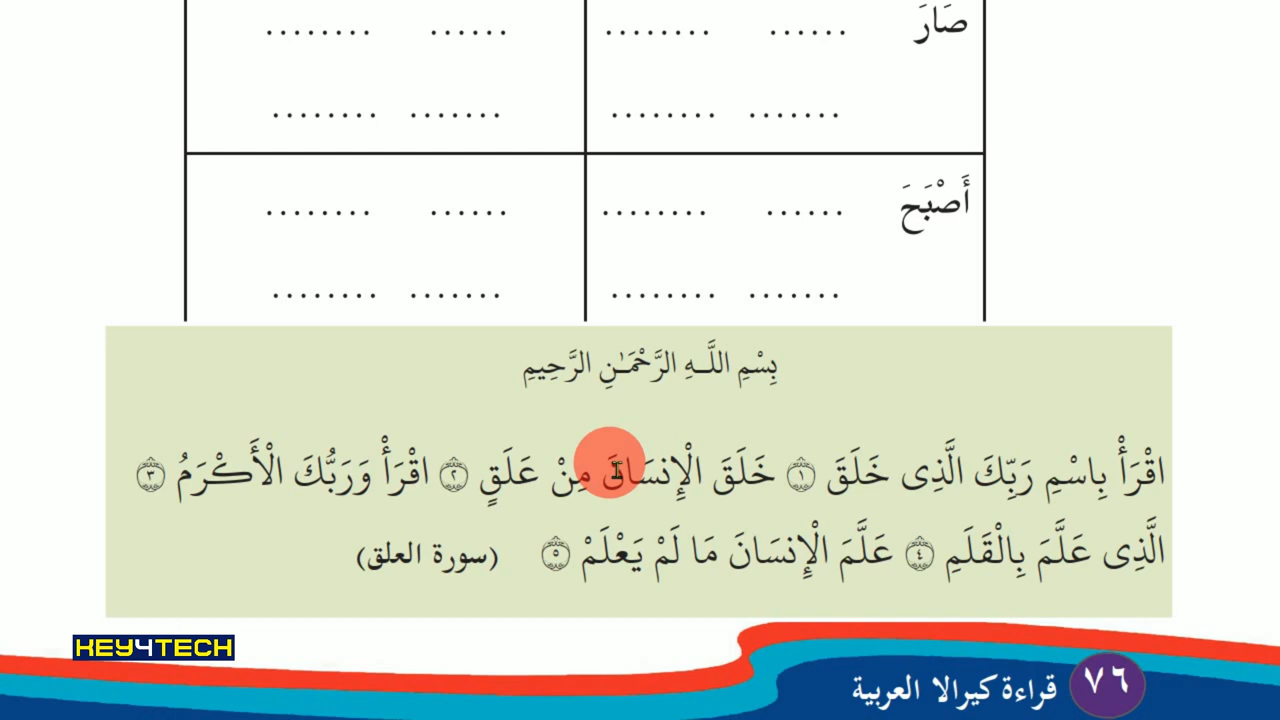 صَارَ ...... ........ ...... ........
....... ........ ....... ........
أَصْبَحَ ...... ........ ...... ........
....... ........ ....... ........
بِسْمِ اللَّـهِ الرَّحْمَـٰنِ الرَّحِيمِ
اقْرَأْ بِاسْمِ رَبِّكَ الَّذِى خَلَقَ ۝١ خَلَقَ الْإِنسَانَ مِنْ عَلَقٍ ۝٢ اقْرَأْ وَرَبُّكَ الْأَكْرَمُ ۝٣
الَّذِى عَلَّمَ بِالْقَلَمِ ۝٤ عَلَّمَ الْإِنسَانَ مَا لَمْ يَعْلَمْ ۝٥ (سورة العلق)
KEY4TECH
٧٦ قراءة كيرالا العربية